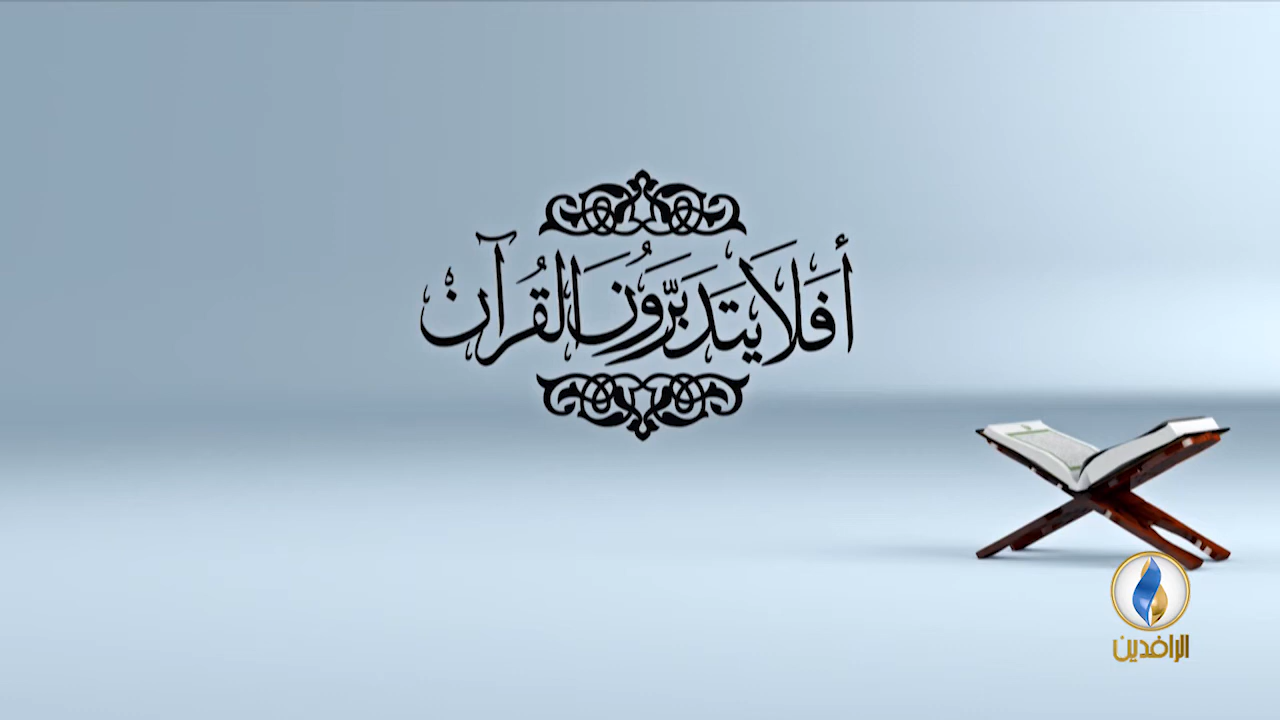 أَفَلَا يَتَدَبَّرُونَ الْقُرْآنَ
الرافدين